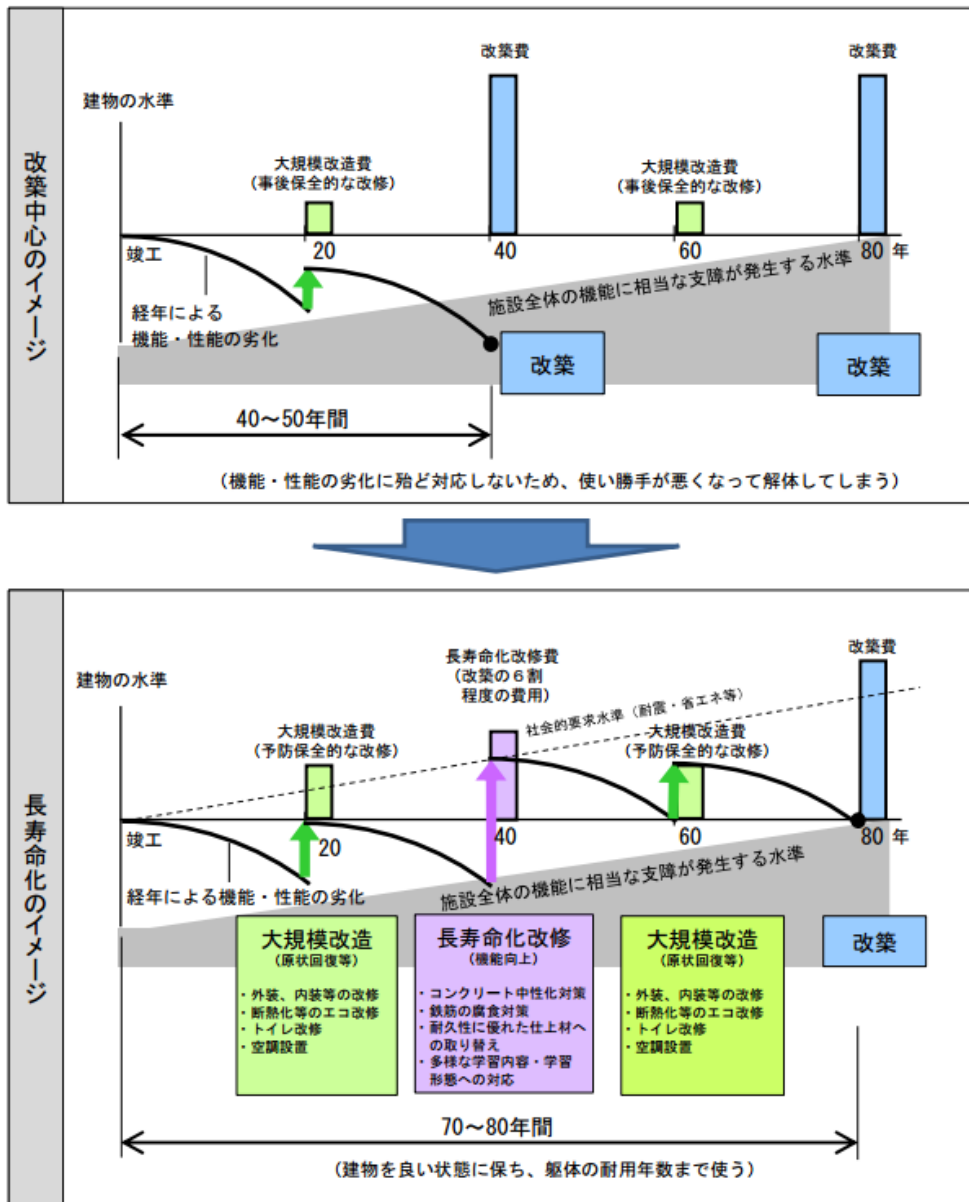 改築中心のイメージ
建物の水準
改築費
改築費
大規模改造費
(事後保全的な改修)
大規模改造費
(事後保全的な改修)
竣工
20
40
60
80 年
経年による
機能・性能の劣化
施設全体の機能に相当な支障が発生する水準
改築
改築
40～50年間
(機能・性能の劣化に殆ど対応しないため、使い勝手が悪くなって解体してしまう)
長寿命化のイメージ
建物の水準
長寿命化改修費
(改築の６割
程度の費用)
改築費
社会的要求水準 (耐震・省エネ等)
大規模改造費
(予防保全的な改修)
大規模改造費
(予防保全的な改修)
竣工
20
40
60
80 年
経年による機能・性能の劣化
施設全体の機能に相当な支障が発生する水準
大規模改造
(原状回復等)
・外装、内装等の改修
・断熱化等のエコ改修
・トイレ改修
・空調設置
長寿命化改修
(機能向上)
・コンクリート中性化対策
・鉄筋の腐食対策
・耐久性に優れた仕上材へ
の取り替え
・多様な学習内容・学習
形態への対応
大規模改造
(原状回復等)
・外装、内装等の改修
・断熱化等のエコ改修
・トイレ改修
・空調設置
改築
70～80年間
(建物を良い状態に保ち、躯体の耐用年数まで使う)